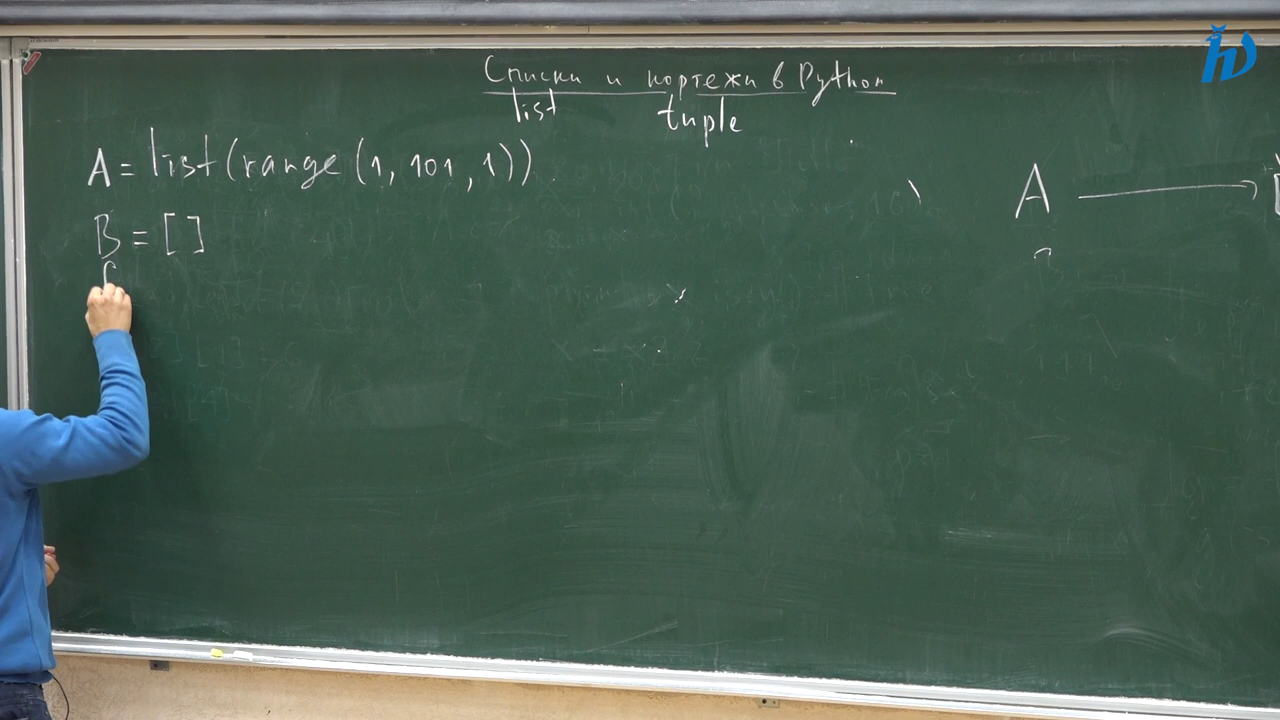 Списки и кортежи в Python
list tuple
A = list(range(1, 101, 1))
B = []
f
A